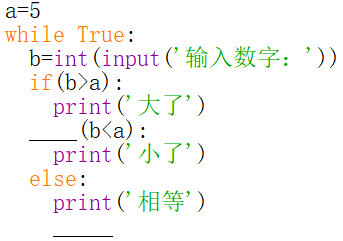 a=5
while True:
  b=int(input('输入数字：'))
  if(b>a):
    print('大了')
  ____(b<a):
    print('小了')
  else:
    print('相等')
    _____